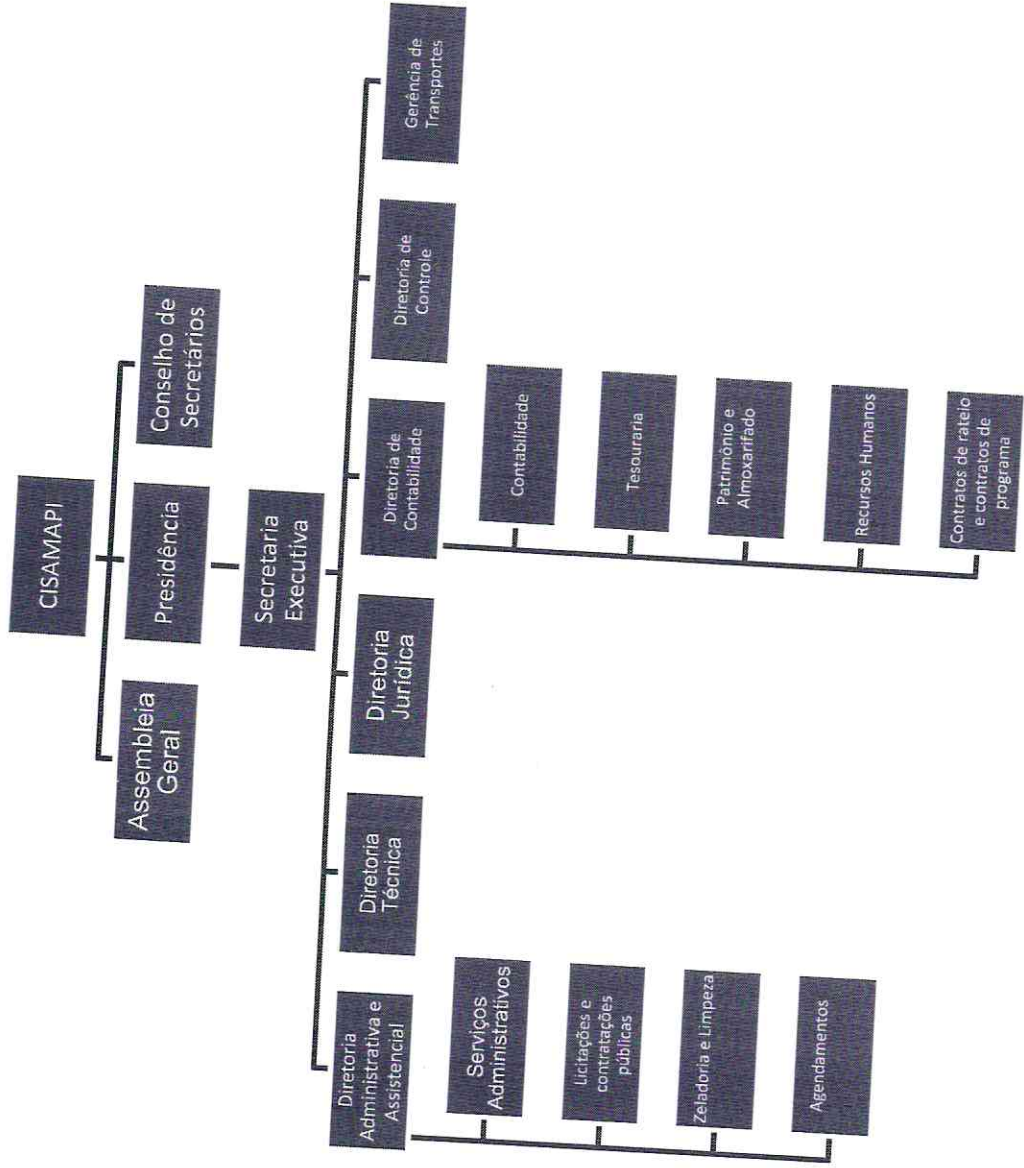 CISAMAPI
Assembleia
Geral
Presidência
Conselho de
Secretários
Secretaria
Executiva
Diretoria
Administrativa e
Assistencial
Diretoria
Técnica
Diretoria
Jurídica
Diretoria de
Contabilidade
Diretoria de
Controle
Gerência de
Transportes
Serviços
Administrativos
Licitações e
contratações
públicas
Zeladoria e Limpeza
Agendamentos
Contabilidade
Tesouraria
Patrimônio e
Almoxarifado
Recursos Humanos
Contratos de rateio
e contratos de
programa